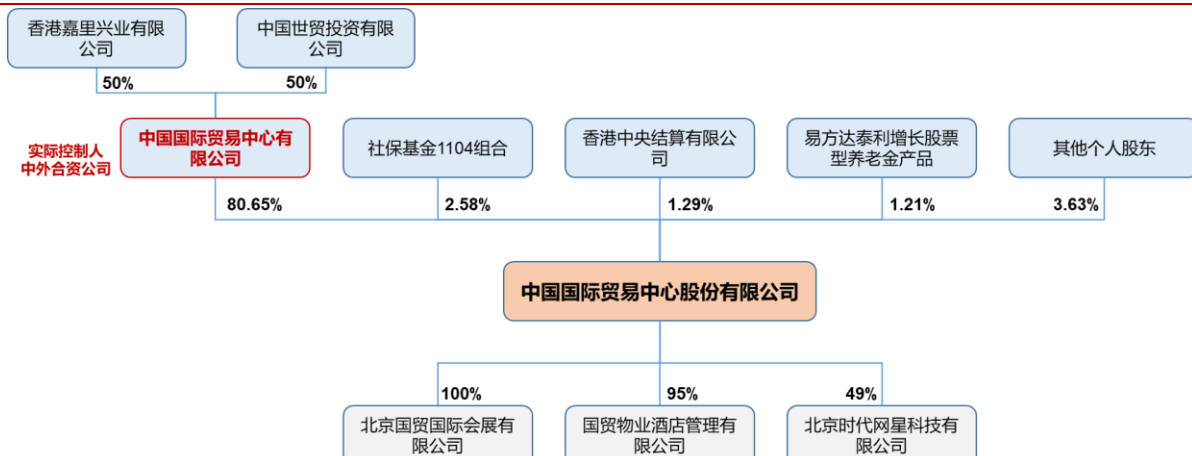 香港嘉里兴业有限
公司
中国世贸投资有限
公司
50%
50%
实际控制人
中外合资公司
中国国际贸易中心有
限公司
社保基金1104组合
香港中央结算有限公
司
易方达泰利增长股票
型养老金产品
其他个人股东
80.65%
2.58%
1.29%
1.21%
3.63%
中国国际贸易中心股份有限公司
100%
95%
49%
北京国贸国际会展有
限公司
国贸物业酒店管理有
限公司
北京时代网星科技有
限公司